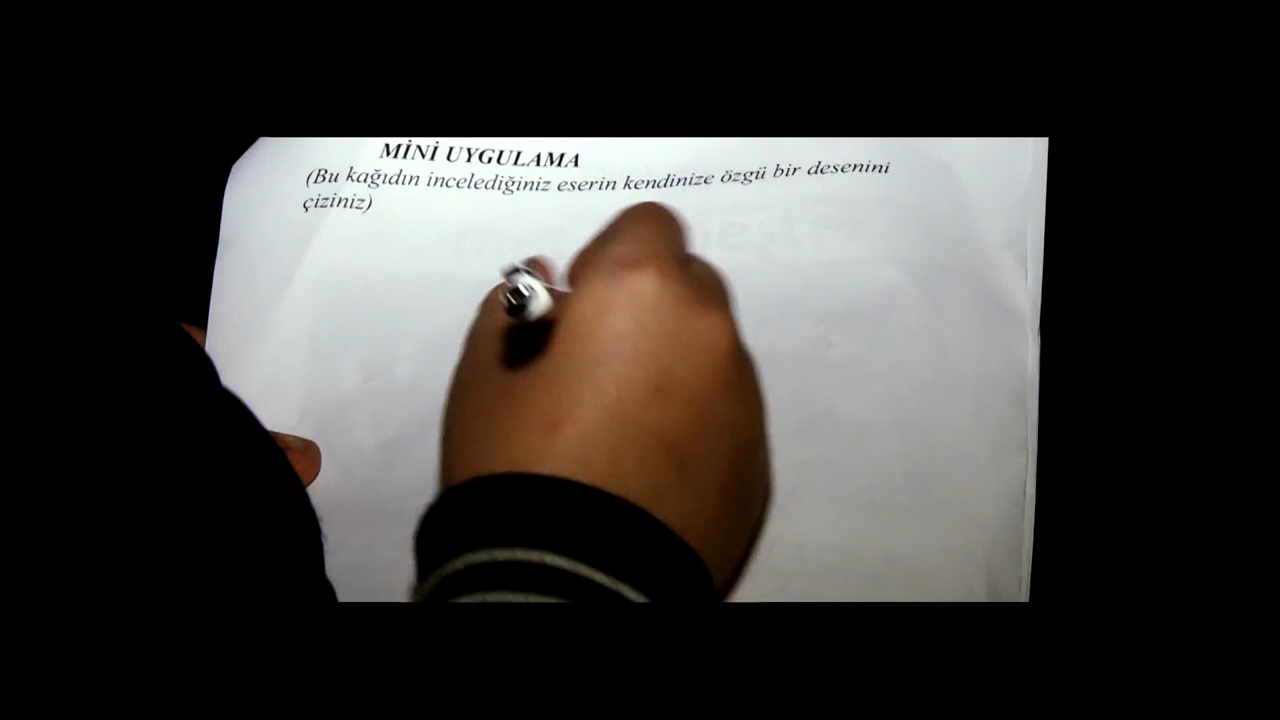 MİNİ UYGULAMA
(Bu kağıdın incelediğiniz eserin kendinize özgü bir desenini
çiziniz)